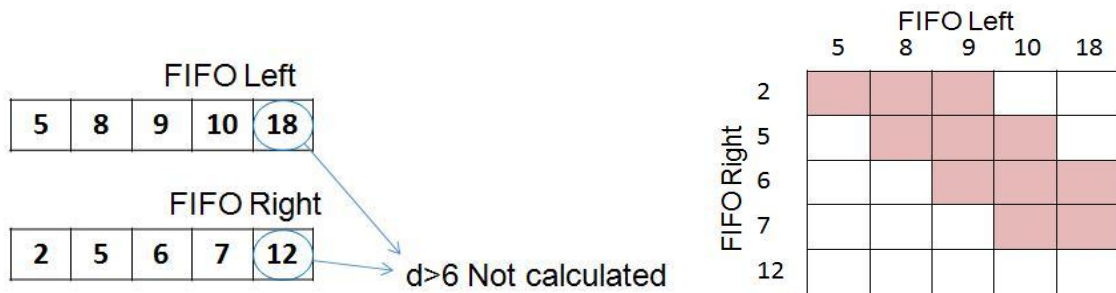 FIFO Left
5 8 9 10 18
FIFO Right
2 5 6 7 12
d>6 Not calculated
FIFO Left
5 8 9 10 18
FIFO Right
2
5
6
7
12